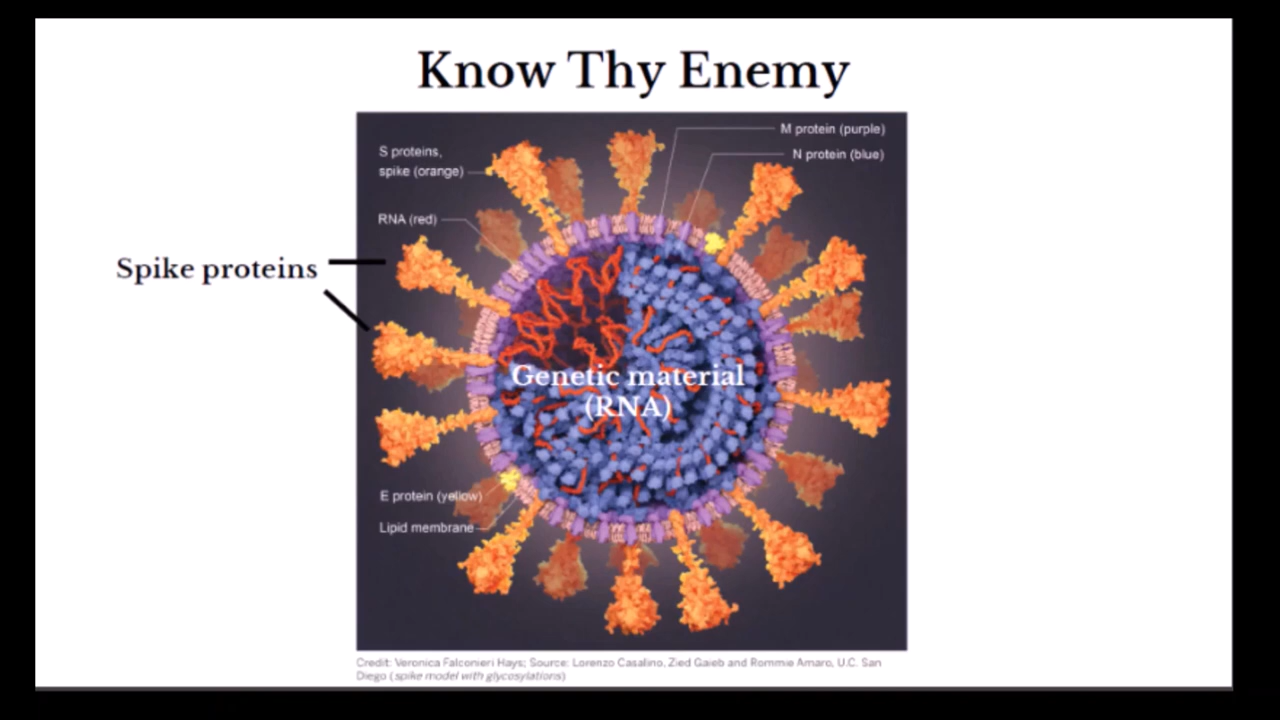 Know Thy Enemy
S proteins,
spike (orange)
M protein (purple)
N protein (blue)
RNA (red)
Spike proteins
Genetic material
(RNA)
E protein (yellow)
Lipid membrane
Credit: Veronica Falconieri Hays; Source: Lorenzo Casalino, Zied Gaieb and Rommie Amaro, U.C. San
Diego (spike model with glycosylations)